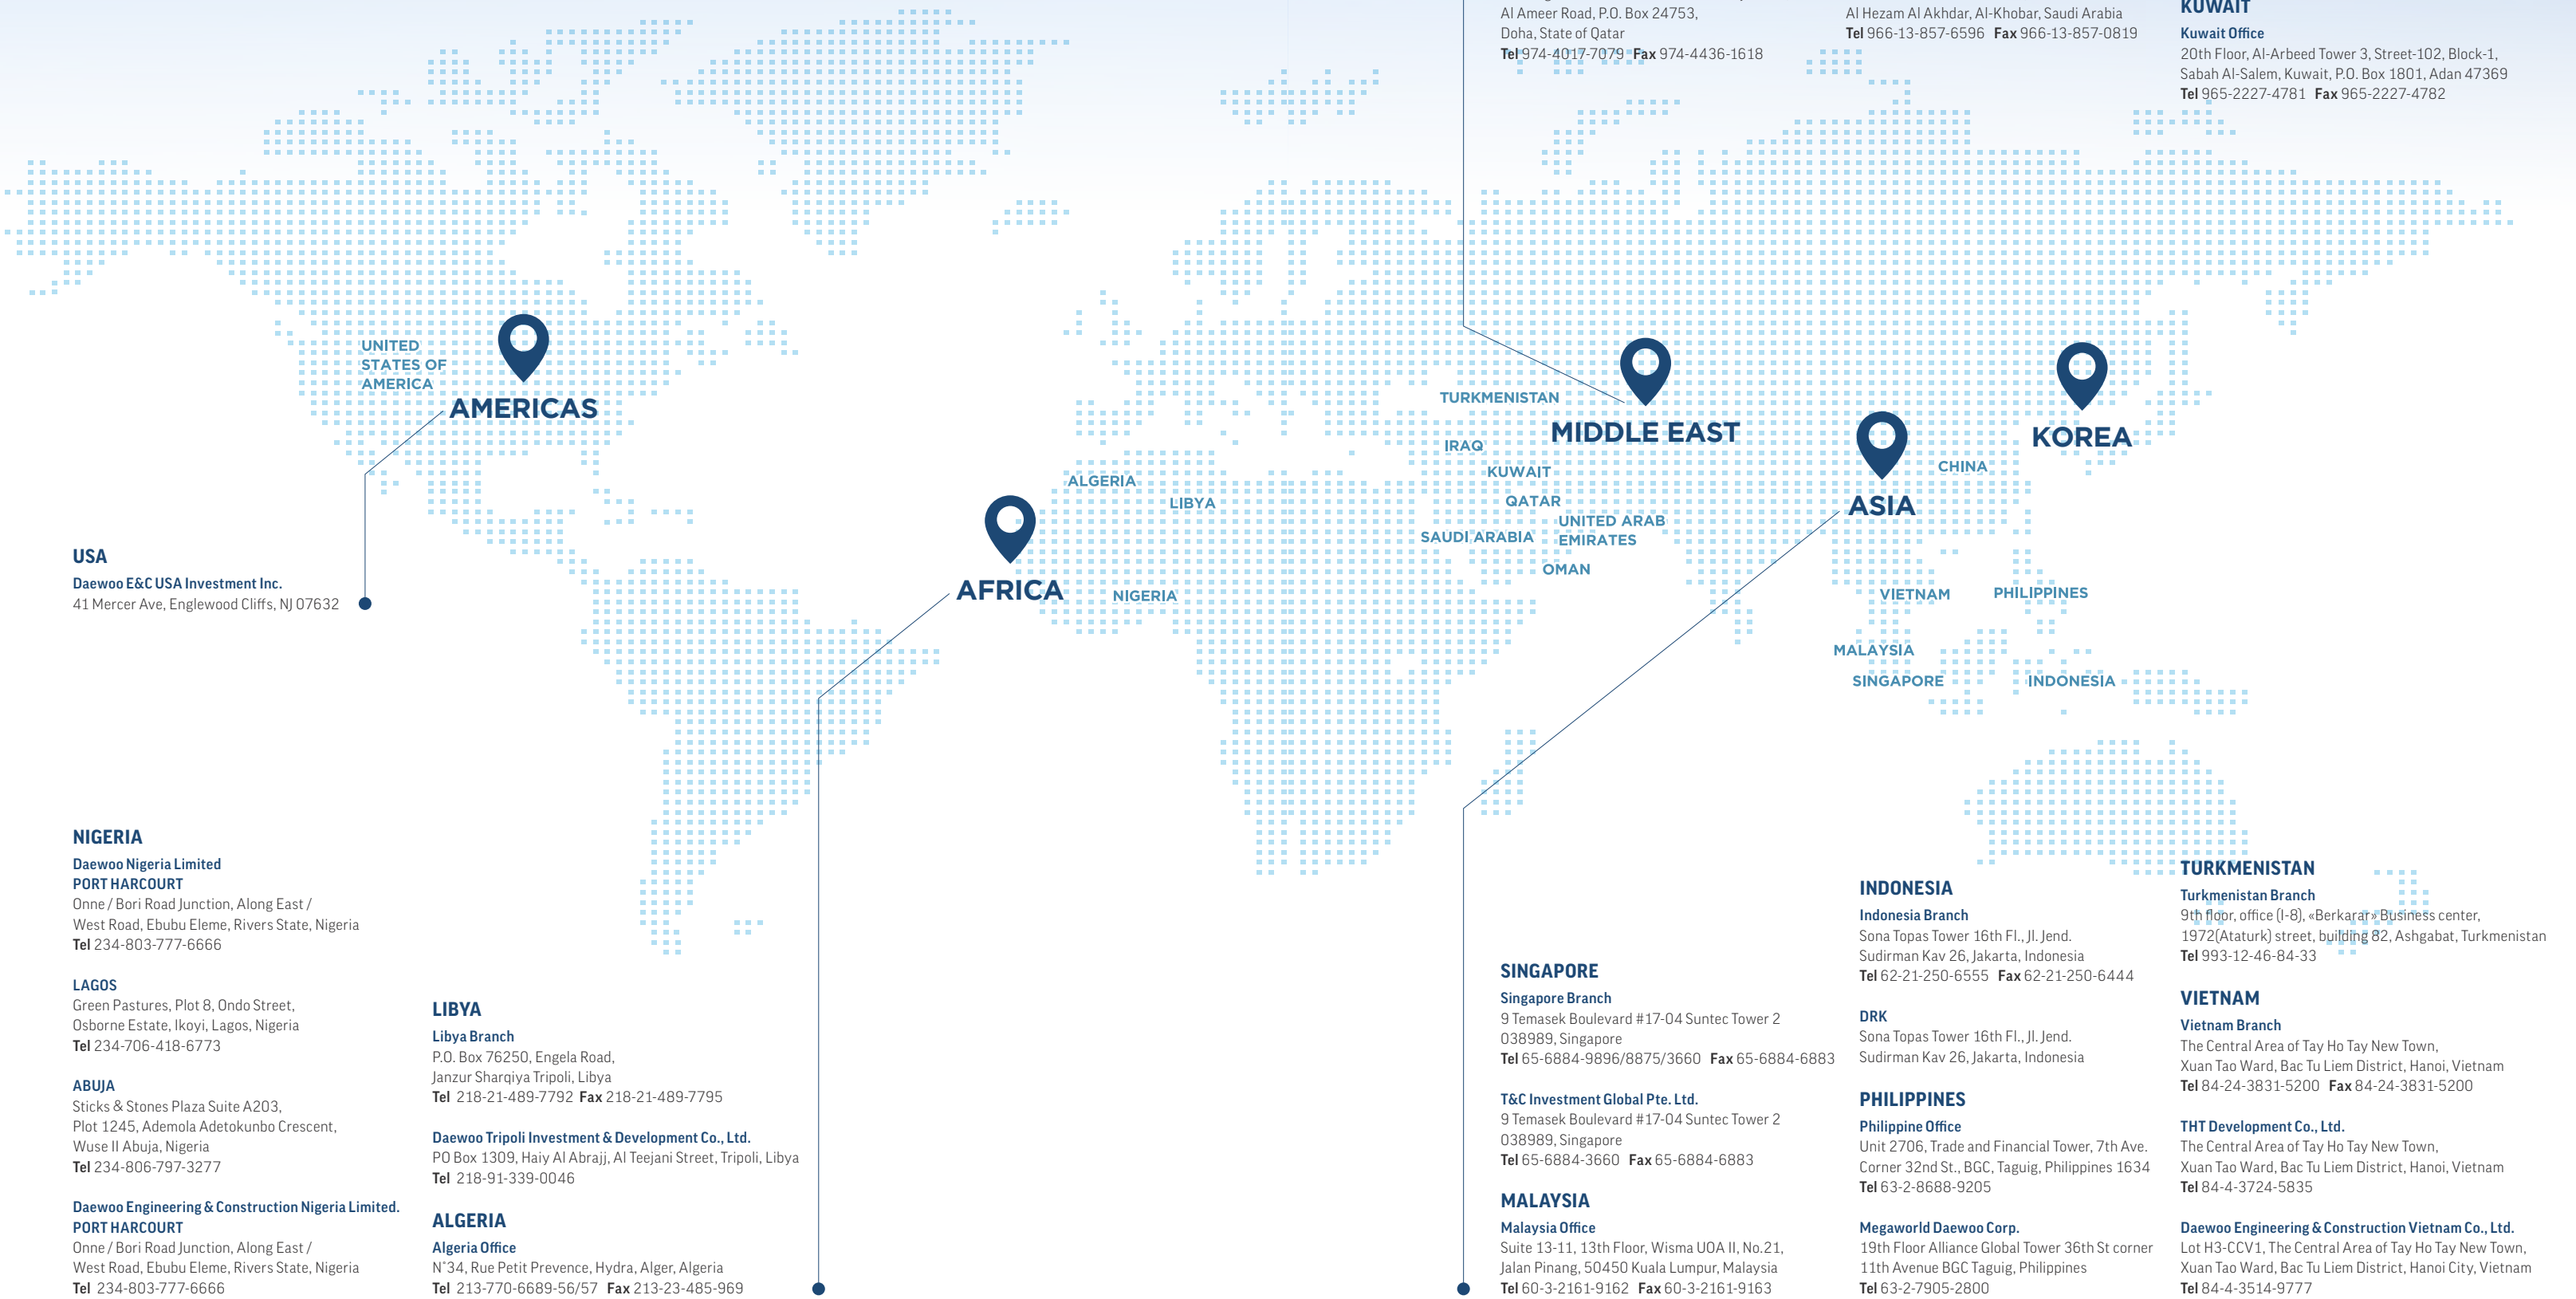 Al Ameer Road, P.O. Box 24753,
Doha, State of Qatar
Tel 974-4017-7079 Fax 974-4436-1618
Al Hezam Al Akhdar, Al-Khobar, Saudi Arabia
Tel 966-13-857-6596 Fax 966-13-857-0819
KUWAIT
Kuwait Office
20th Floor, Al-Arbeed Tower 3, Street-102, Block-1,
Sabah Al-Salem, Kuwait, P.O. Box 1801, Adan 47369
Tel 965-2227-4781 Fax 965-2227-4782
UNITED
STATES OF
AMERICA
AMERICAS
TURKMENISTAN
MIDDLE EAST
IRAQ
KUWAIT
QATAR
UNITED ARAB
EMIRATES
SAUDI ARABIA
OMAN
KOREA
CHINA
ASIA
VIETNAM
PHILIPPINES
MALAYSIA
SINGAPORE
INDONESIA
ALGERIA
LIBYA
AFRICA
NIGERIA
USA
Daewoo E&C USA Investment Inc.
41 Mercer Ave, Englewood Cliffs, NJ 07632
NIGERIA
Daewoo Nigeria Limited
PORT HARCOURT
Onne / Bori Road Junction, Along East /
West Road, Ebubu Eleme, Rivers State, Nigeria
Tel 234-803-777-6666
LAGOS
Green Pastures, Plot 8, Ondo Street,
Osborne Estate, Ikoyi, Lagos, Nigeria
Tel 234-706-418-6773
ABUJA
Sticks & Stones Plaza Suite A203,
Plot 1245, Ademola Adetokunbo Crescent,
Wuse II Abuja, Nigeria
Tel 234-806-797-3277
Daewoo Engineering & Construction Nigeria Limited.
PORT HARCOURT
Onne / Bori Road Junction, Along East /
West Road, Ebubu Eleme, Rivers State, Nigeria
Tel 234-803-777-6666
LIBYA
Libya Branch
P.O. Box 76250, Engela Road,
Janzur Sharqiya Tripoli, Libya
Tel 218-21-489-7792 Fax 218-21-489-7795
Daewoo Tripoli Investment & Development Co., Ltd.
PO Box 1309, Haiy Al Abrajj, Al Teejani Street, Tripoli, Libya
Tel 218-91-339-0046
ALGERIA
Algeria Office
N°34, Rue Petit Prevence, Hydra, Alger, Algeria
Tel 213-770-6689-56/57 Fax 213-23-485-969
SINGAPORE
Singapore Branch
9 Temasek Boulevard #17-04 Suntec Tower 2
038989, Singapore
Tel 65-6884-9896/8875/3660 Fax 65-6884-6883
T&C Investment Global Pte. Ltd.
9 Temasek Boulevard #17-04 Suntec Tower 2
038989, Singapore
Tel 65-6884-3660 Fax 65-6884-6883
MALAYSIA
Malaysia Office
Suite 13-11, 13th Floor, Wisma UOA II, No.21,
Jalan Pinang, 50450 Kuala Lumpur, Malaysia
Tel 60-3-2161-9162 Fax 60-3-2161-9163
INDONESIA
Indonesia Branch
Sona Topas Tower 16th Fl., Jl. Jend.
Sudirman Kav 26, Jakarta, Indonesia
Tel 62-21-250-6555 Fax 62-21-250-6444
DRK
Sona Topas Tower 16th Fl., Jl. Jend.
Sudirman Kav 26, Jakarta, Indonesia
PHILIPPINES
Philippine Office
Unit 2706, Trade and Financial Tower, 7th Ave.
Corner 32nd St., BGC, Taguig, Philippines 1634
Tel 63-2-8688-9205
Megaworld Daewoo Corp.
19th Floor Alliance Global Tower 36th St corner
11th Avenue BGC Taguig, Philippines
Tel 63-2-7905-2800
TURKMENISTAN
Turkmenistan Branch
9th floor, office (I-8), «Berkarar» Business center,
1972(Ataturk) street, building 82, Ashgabat, Turkmenistan
Tel 993-12-46-84-33
VIETNAM
Vietnam Branch
The Central Area of Tay Ho Tay New Town,
Xuan Tao Ward, Bac Tu Liem District, Hanoi, Vietnam
Tel 84-24-3831-5200 Fax 84-24-3831-5200
THT Development Co., Ltd.
The Central Area of Tay Ho Tay New Town,
Xuan Tao Ward, Bac Tu Liem District, Hanoi, Vietnam
Tel 84-4-3724-5835
Daewoo Engineering & Construction Vietnam Co., Ltd.
Lot H3-CCV1, The Central Area of Tay Ho Tay New Town,
Xuan Tao Ward, Bac Tu Liem District, Hanoi City, Vietnam
Tel 84-4-3514-9777